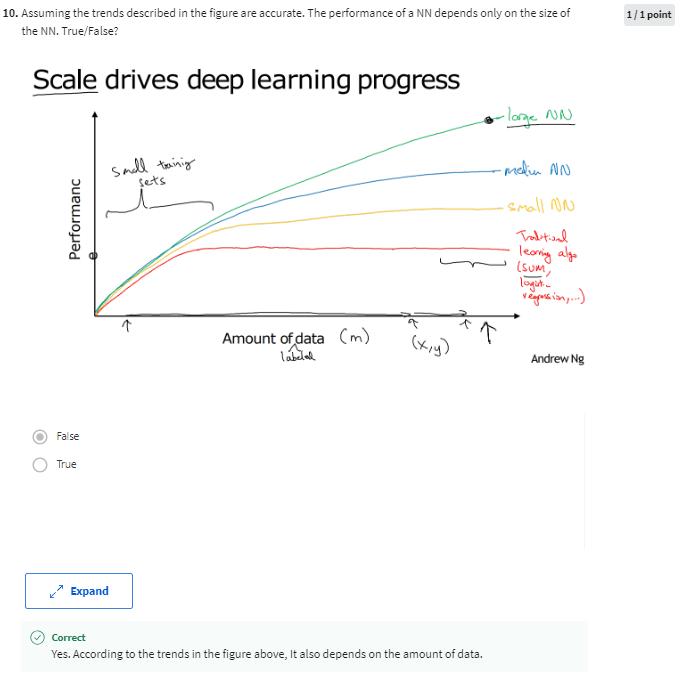 10. Assuming the trends described in the figure are accurate. The performance of a NN depends only on the size of
the NN. True/False?
1 / 1 point
Scale drives deep learning progress
large NN
small training
sets
medium NN
small NN
Performanc
Traditional
learning algo
(SVM,
logistic
regression,...)
Amount of data (m)
labeled
(x,y)
Andrew Ng
False
True
Expand
Correct
Yes. According to the trends in the figure above, It also depends on the amount of data.